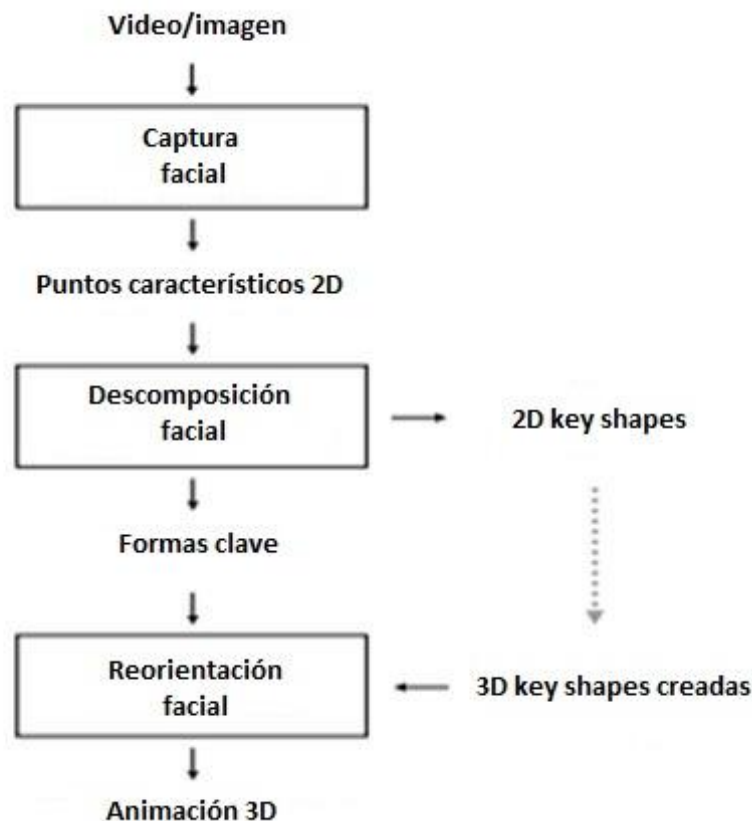 Video/imagen
Captura
facial
Puntos característicos 2D
Descomposición
facial
2D key shapes
Formas clave
Reorientación
facial
3D key shapes creadas
Animación 3D